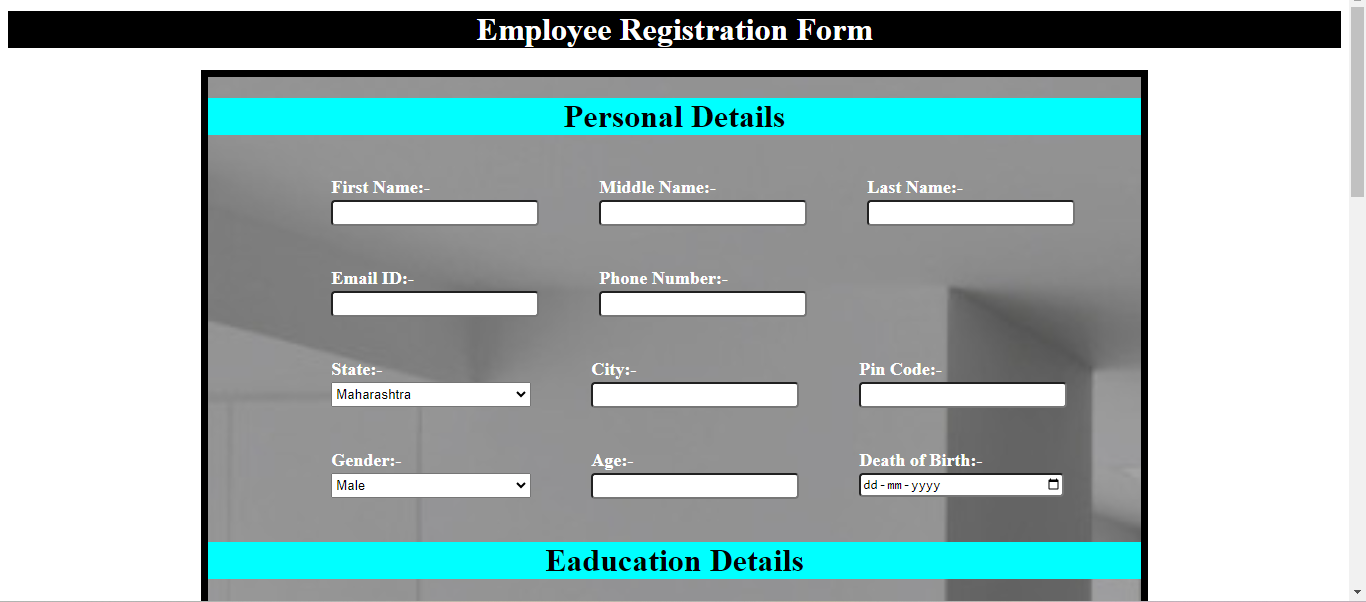 Employee Registration Form
Personal Details
First Name:- Middle Name:- Last Name:-
Email ID:- Phone Number:-
State:- City:- Pin Code:-
Maharashtra
Gender:- Age:- Death of Birth:-
Male dd-mm-yyyy
Eaducation Details